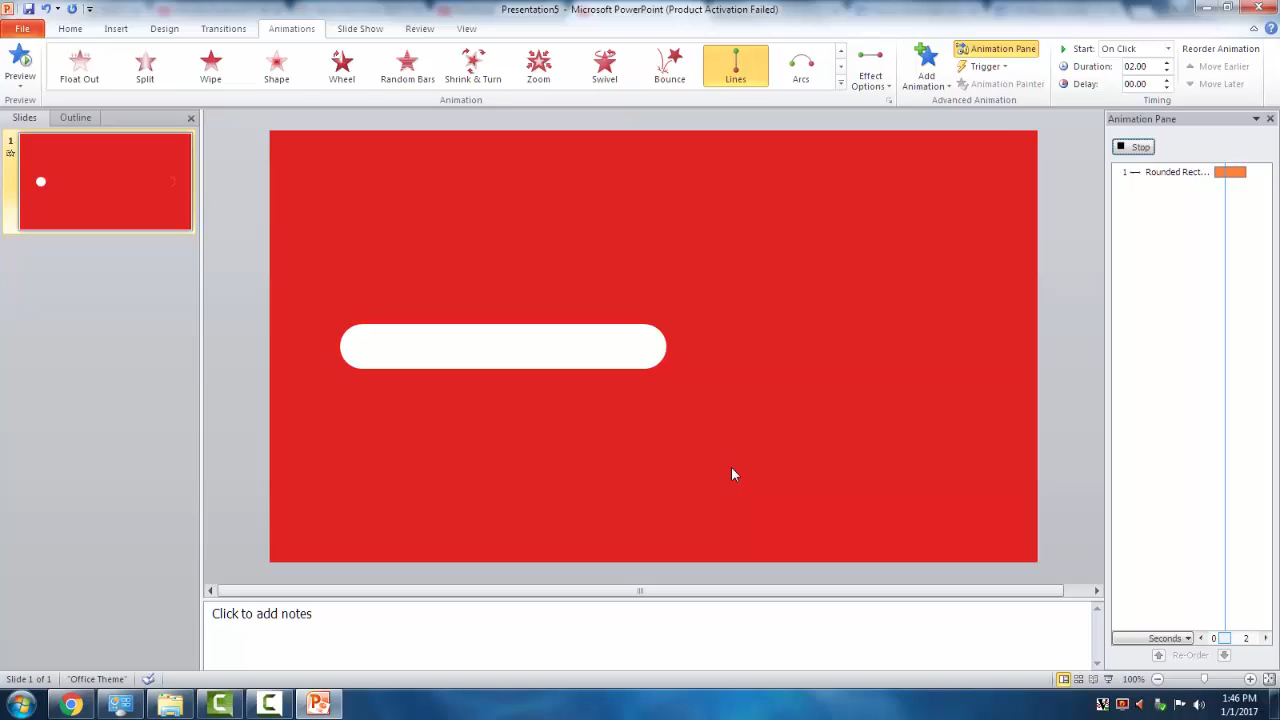 Presentation5 - Microsoft PowerPoint (Product Activation Failed)
File Home Insert Design Transitions Animations Slide Show Review View
Preview
Float Out Split Wipe Shape Wheel Random Bars Shrink & Turn Zoom Swivel Bounce Lines Arcs
Effect Options
Add Animation
Animation Pane
Trigger
Animation Painter
Start: On Click
Duration: 02.00
Delay: 00.00
Reorder Animation
Move Earlier
Move Later
Preview Animation Advanced Animation Timing
Slides Outline
1
Animation Pane
Stop
1 Rounded Rect...
Click to add notes
Seconds 0 2
Re-Order
Slide 1 of 1 "Office Theme" 100%
1:46 PM
1/1/2017